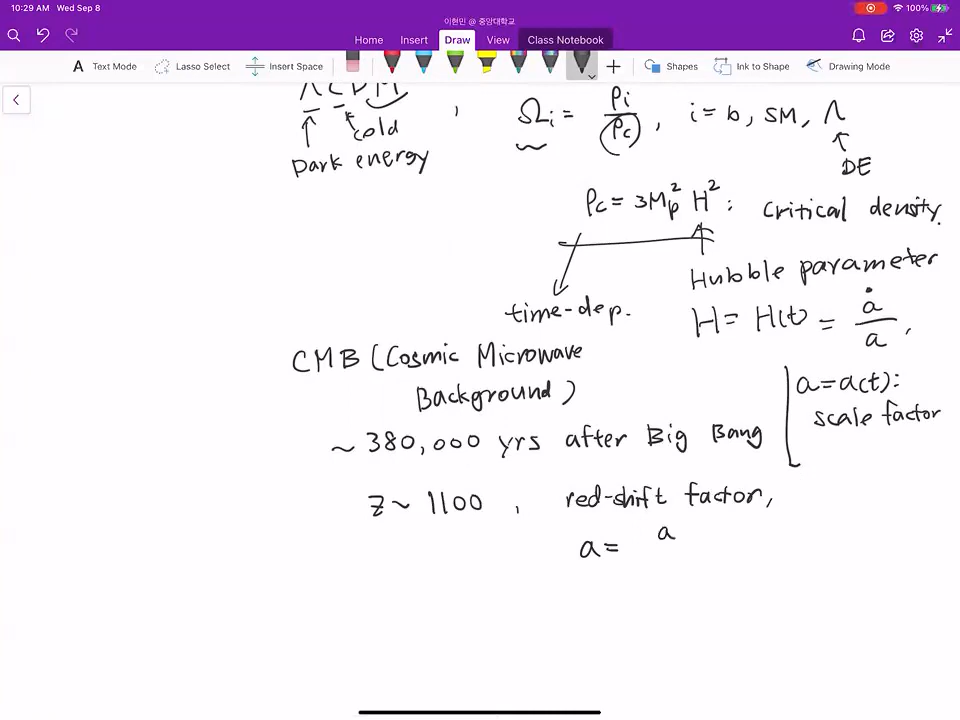 10:29 AM Wed Sep 8
100%
이현민 @ 중앙대학교
Home Insert Draw View Class Notebook
A Text Mode Lasso Select Insert Space Shapes Ink to Shape Drawing Mode
ΛCDM , Ωi = ρi/ρc , i = b, SM, Λ
cold
Dark energy
DE
ρc = 3Mp² H² : critical density.
Hubble parameter
time-dep.
H = H(t) = ȧ/a ,
CMB (Cosmic Microwave
Background)
a = a(t):
scale factor
~ 380,000 yrs after Big Bang
z ~ 1100 , red-shift factor,
a = a